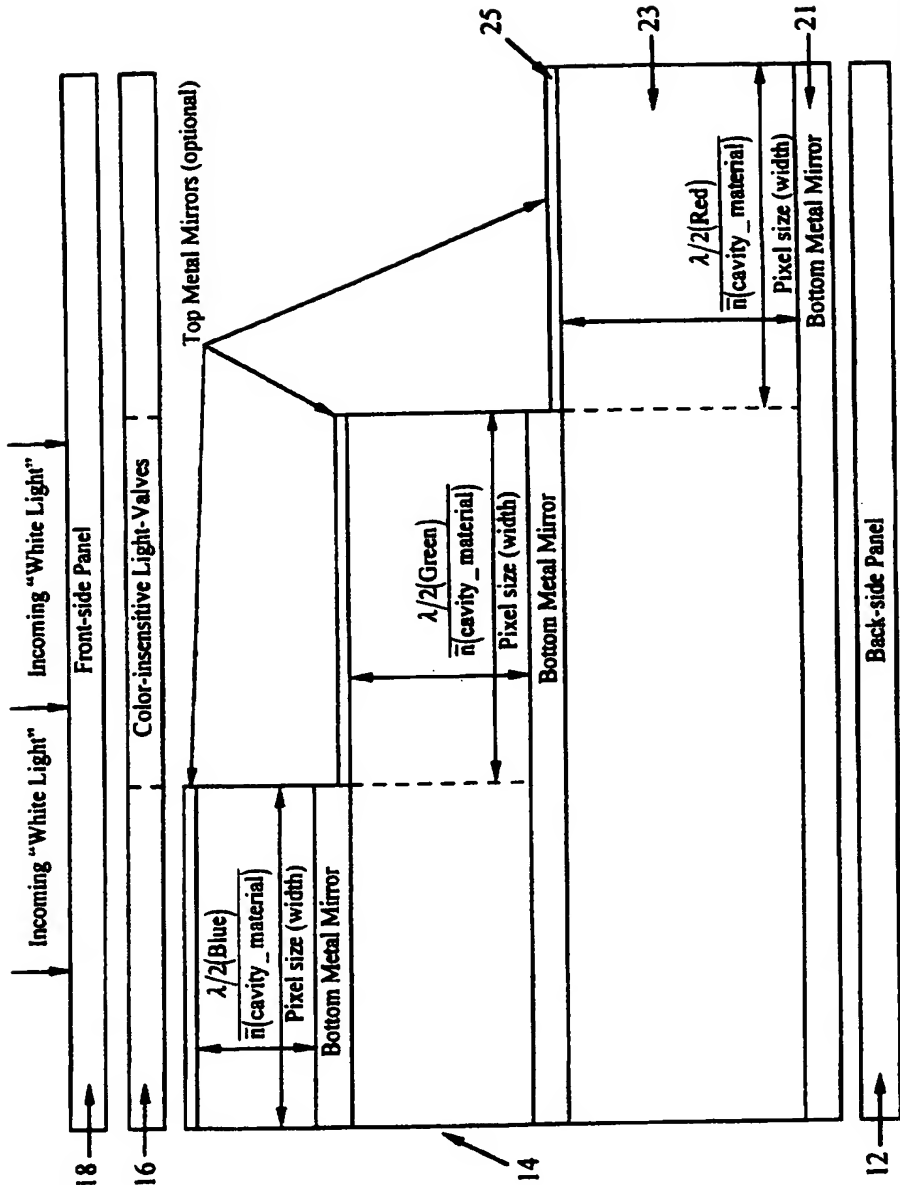 Incoming "White Light"
Incoming "White Light"
18
Front-side Panel
16
Color-insensitive Light-Valves
Top Metal Mirrors (optional)
λ/2(Blue)
n̄(cavity_material)
Pixel size (width)
Bottom Metal Mirror
λ/2(Green)
n̄(cavity_material)
Pixel size (width)
Bottom Metal Mirror
25
λ/2(Red)
n̄(cavity_material)
23
Pixel size (width)
Bottom Metal Mirror
21
14
12
Back-side Panel